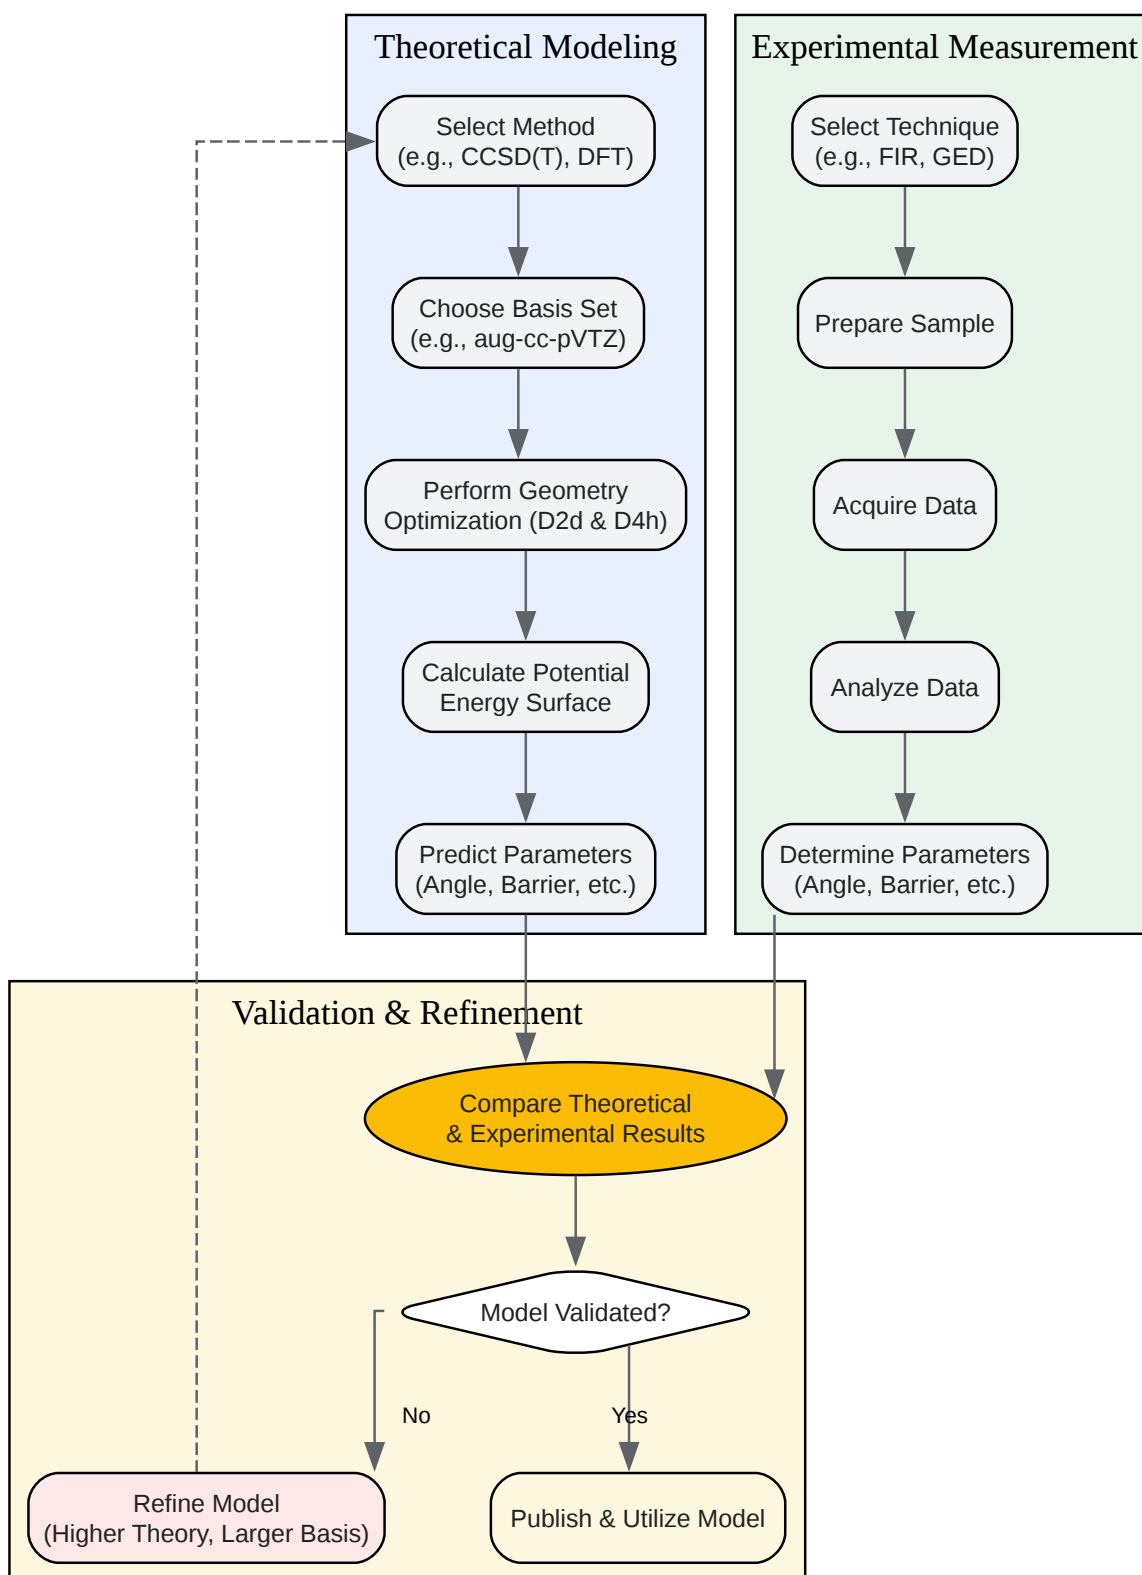 Theoretical Modeling
Select Method
(e.g., CCSD(T), DFT)
Choose Basis Set
(e.g., aug-cc-pVTZ)
Perform Geometry
Optimization (D2d & D4h)
Calculate Potential
Energy Surface
Predict Parameters
(Angle, Barrier, etc.)
Experimental Measurement
Select Technique
(e.g., FIR, GED)
Prepare Sample
Acquire Data
Analyze Data
Determine Parameters
(Angle, Barrier, etc.)
Validation & Refinement
Compare Theoretical
& Experimental Results
Model Validated?
No
Yes
Refine Model
(Higher Theory, Larger Basis)
Publish & Utilize Model